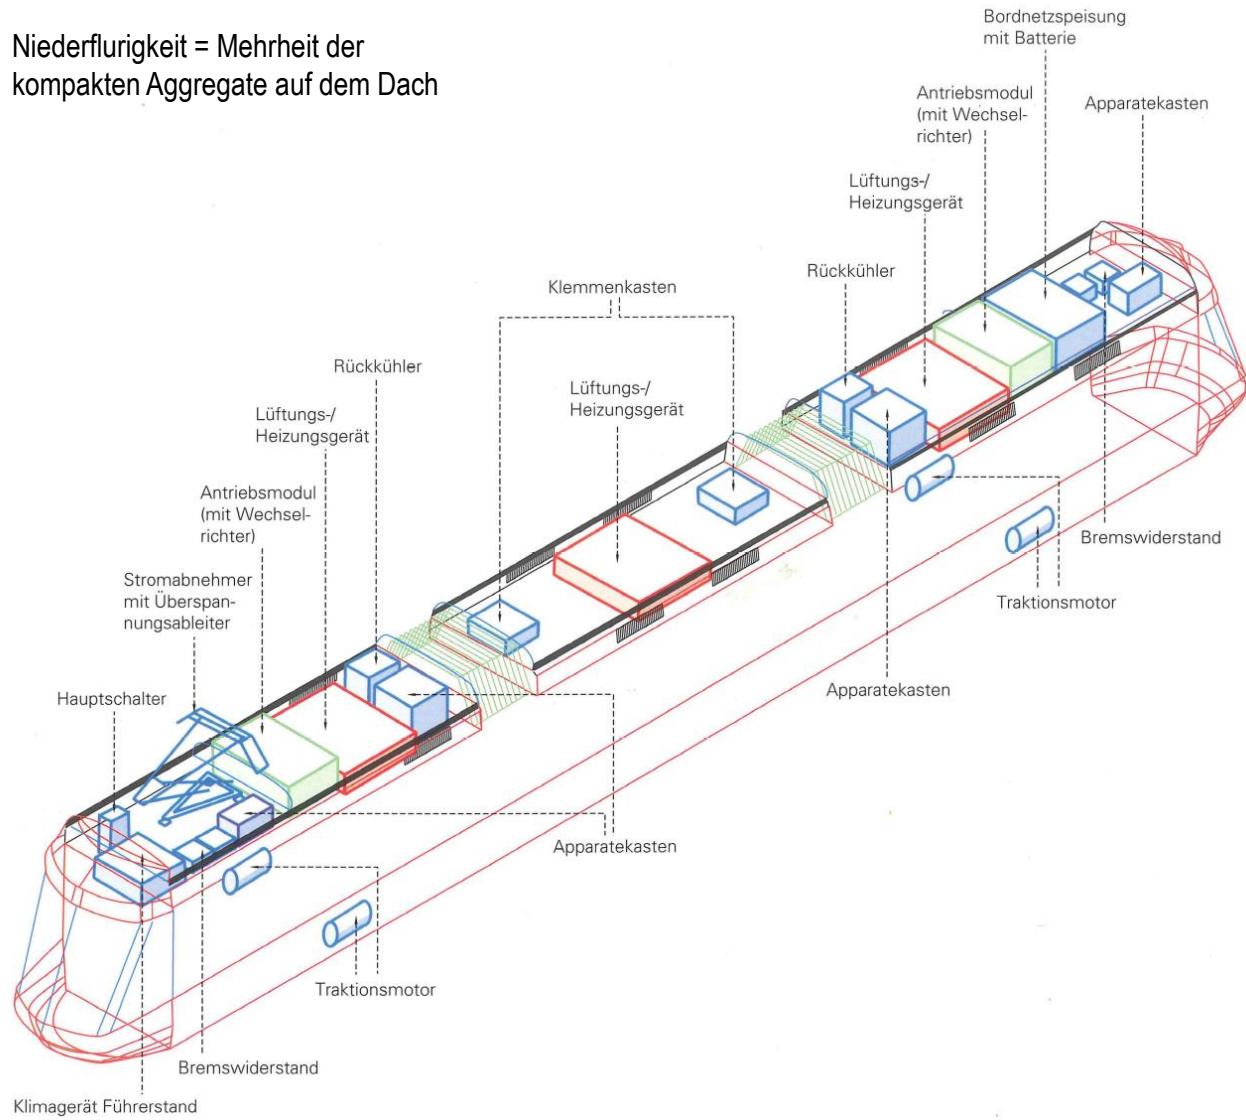 Niederflurigkeit = Mehrheit der
kompakten Aggregate auf dem Dach
Bordnetzspeisung
mit Batterie
Antriebsmodul
(mit Wechsel-
richter)
Apparatekasten
Lüftungs-/
Heizungsgerät
Rückkühler
Klemmenkasten
Rückkühler
Lüftungs-/
Heizungsgerät
Lüftungs-/
Heizungsgerät
Antriebsmodul
(mit Wechsel-
richter)
Stromabnehmer
mit Überspan-
nungsableiter
Hauptschalter
Bremswiderstand
Traktionsmotor
Apparatekasten
Apparatekasten
Traktionsmotor
Bremswiderstand
Klimagerät Führerstand